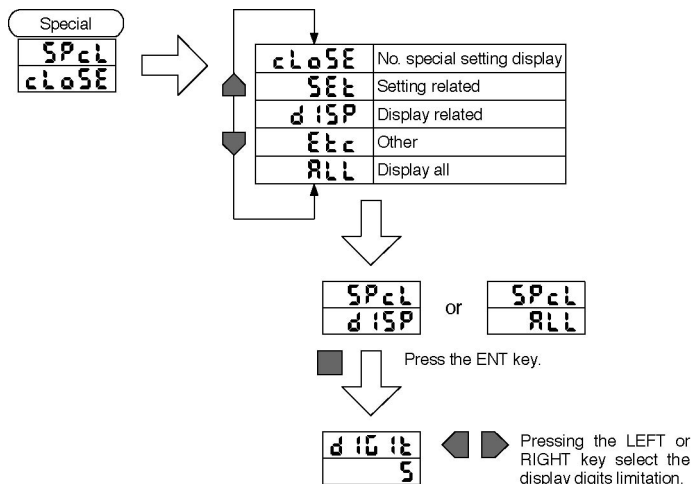 Special
SPcL
cLoSE
cLoSE No. special setting display
SEt Setting related
dISP Display related
Etc Other
ALL Display all
SPcL
dISP
or
SPcL
ALL
Press the ENT key.
dIGIt
5
Pressing the LEFT or
RIGHT key select the
display digits limitation.